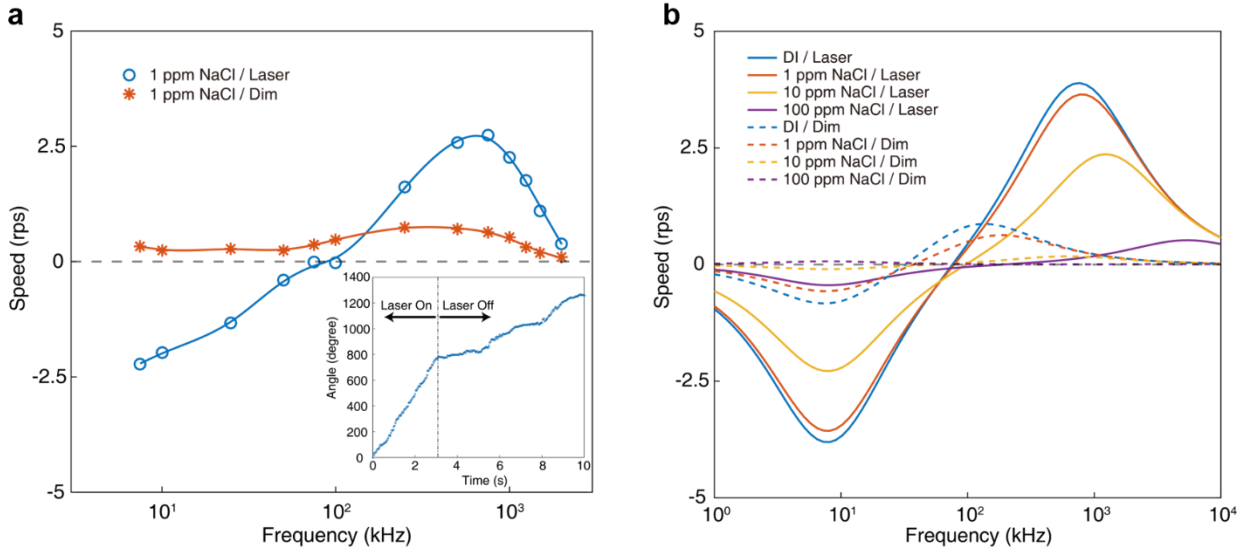 a
5
2.5
0
-2.5
-5
Speed (rps)
1 ppm NaCl / Laser
1 ppm NaCl / Dim
10¹
10²
10³
Frequency (kHz)
1400
1200
1000
800
600
400
200
0
Angle (degree)
Laser On
Laser Off
0
2
4
6
8
10
Time (s)
b
5
2.5
0
-2.5
-5
Speed (rps)
DI / Laser
1 ppm NaCl / Laser
10 ppm NaCl / Laser
100 ppm NaCl / Laser
DI / Dim
1 ppm NaCl / Dim
10 ppm NaCl / Dim
100 ppm NaCl / Dim
10⁰
10¹
10²
10³
10⁴
Frequency (kHz)